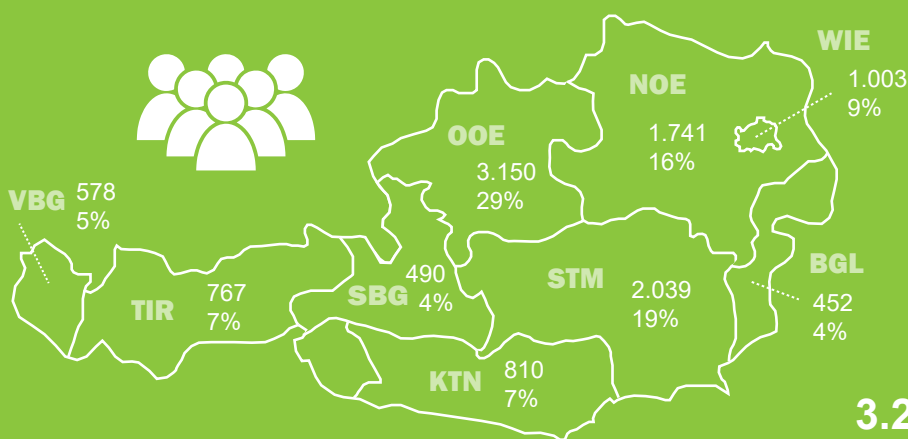 WIE
1.003
9%
NOE
1.741
16%
OOE
3.150
29%
VBG 578
5%
TIR
767
7%
SBG
490
4%
STM
2.039
19%
BGL
452
4%
KTN
810
7%
3.2